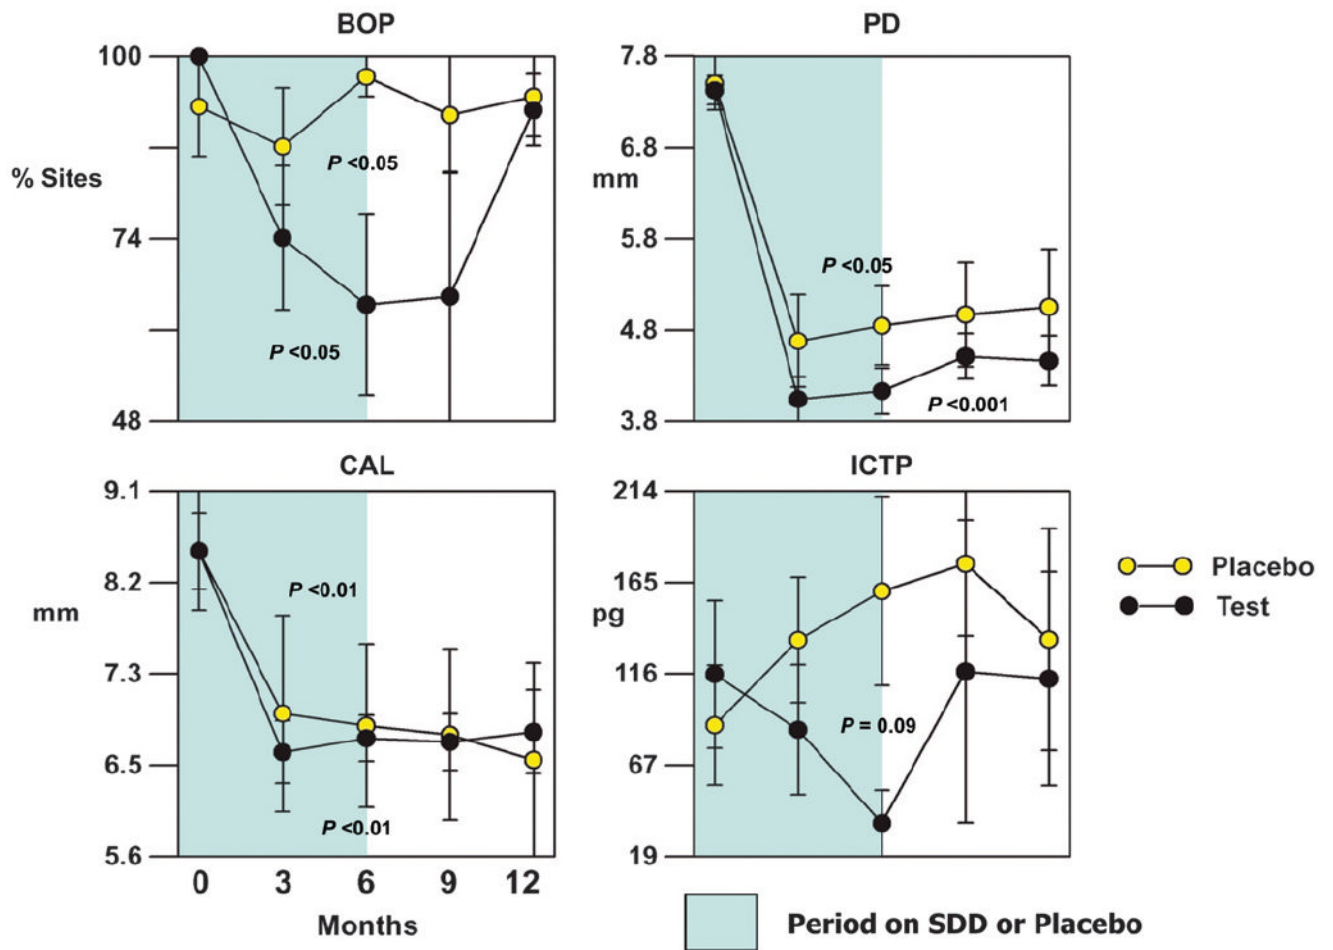 BOP
100
% Sites
74
48
P <0.05
P <0.05
PD
7.8
6.8
mm
5.8
4.8
3.8
P <0.05
P <0.001
CAL
9.1
8.2
mm
7.3
6.5
5.6
P <0.01
P <0.01
0 3 6 9 12
Months
ICTP
214
165
pg
116
67
19
P = 0.09
Placebo
Test
Period on SDD or Placebo